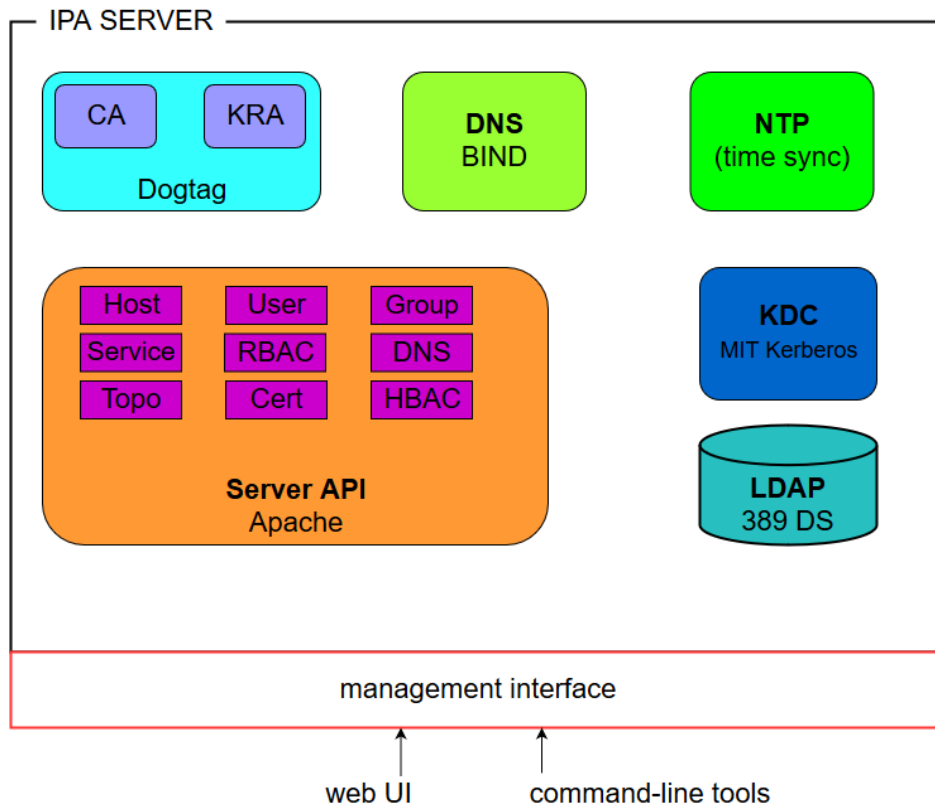 IPA SERVER
CA
KRA
Dogtag
DNS
BIND
NTP
(time sync)
Host
User
Group
Service
RBAC
DNS
Topo
Cert
HBAC
Server API
Apache
KDC
MIT Kerberos
LDAP
389 DS
management interface
web UI
command-line tools